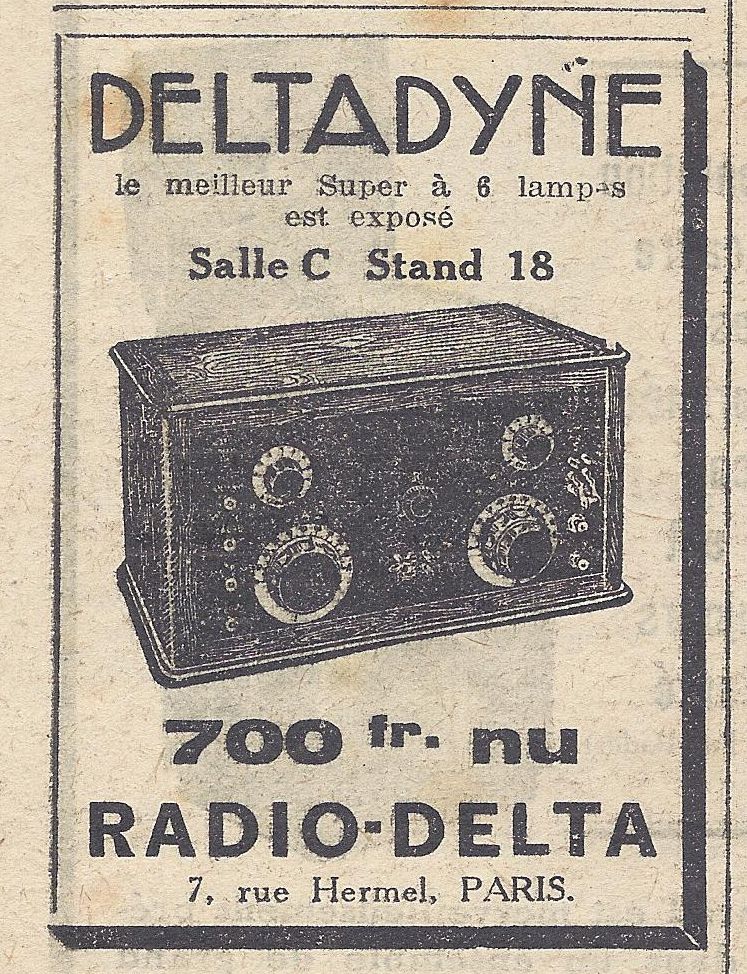 DELTADYNE
le meilleur Super à 6 lampes
est exposé
Salle C Stand 18
700 fr. nu
RADIO-DELTA
7, rue Hermel, PARIS.